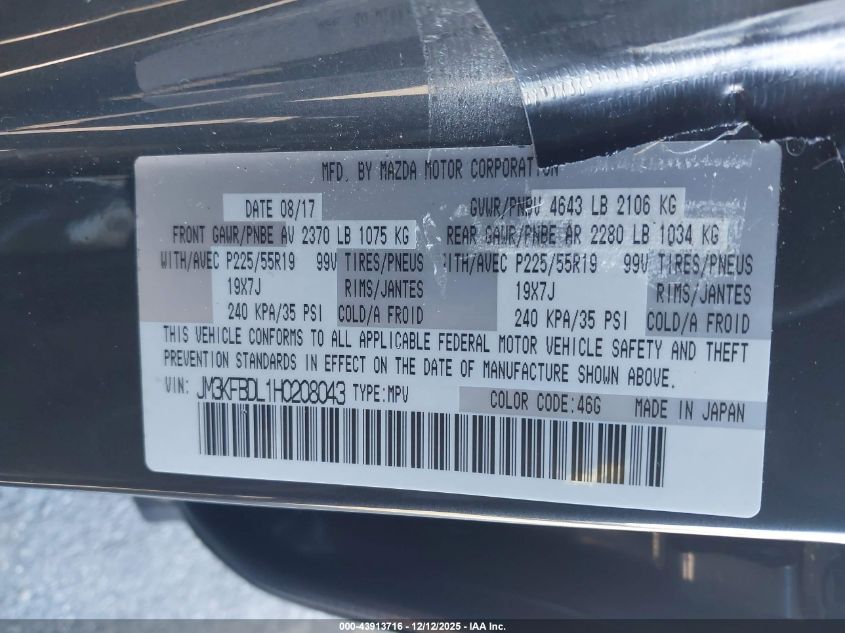 MFD. BY MAZDA MOTOR CORPORATION
DATE 08/17 GVWR/PNBV 4643 LB 2106 KG
FRONT GAWR/PNBE AV 2370 LB 1075 KG REAR GAWR/PNBE AR 2280 LB 1034 KG
WITH/AVEC P225/55R19 99V TIRES/PNEUS WITH/AVEC P225/55R19 99V TIRES/PNEUS
19X7J RIMS/JANTES 19X7J RIMS/JANTES
240 KPA/35 PSI COLD/A FROID 240 KPA/35 PSI COLD/A FROID
THIS VEHICLE CONFORMS TO ALL APPLICABLE FEDERAL MOTOR VEHICLE SAFETY AND THEFT
PREVENTION STANDARDS IN EFFECT ON THE DATE OF MANUFACTURE SHOWN ABOVE.
VIN: JM3KFBDL1H0208043 TYPE:MPV
COLOR CODE:46G MADE IN JAPAN
000-43913716 - 12/12/2025 - IAA Inc.